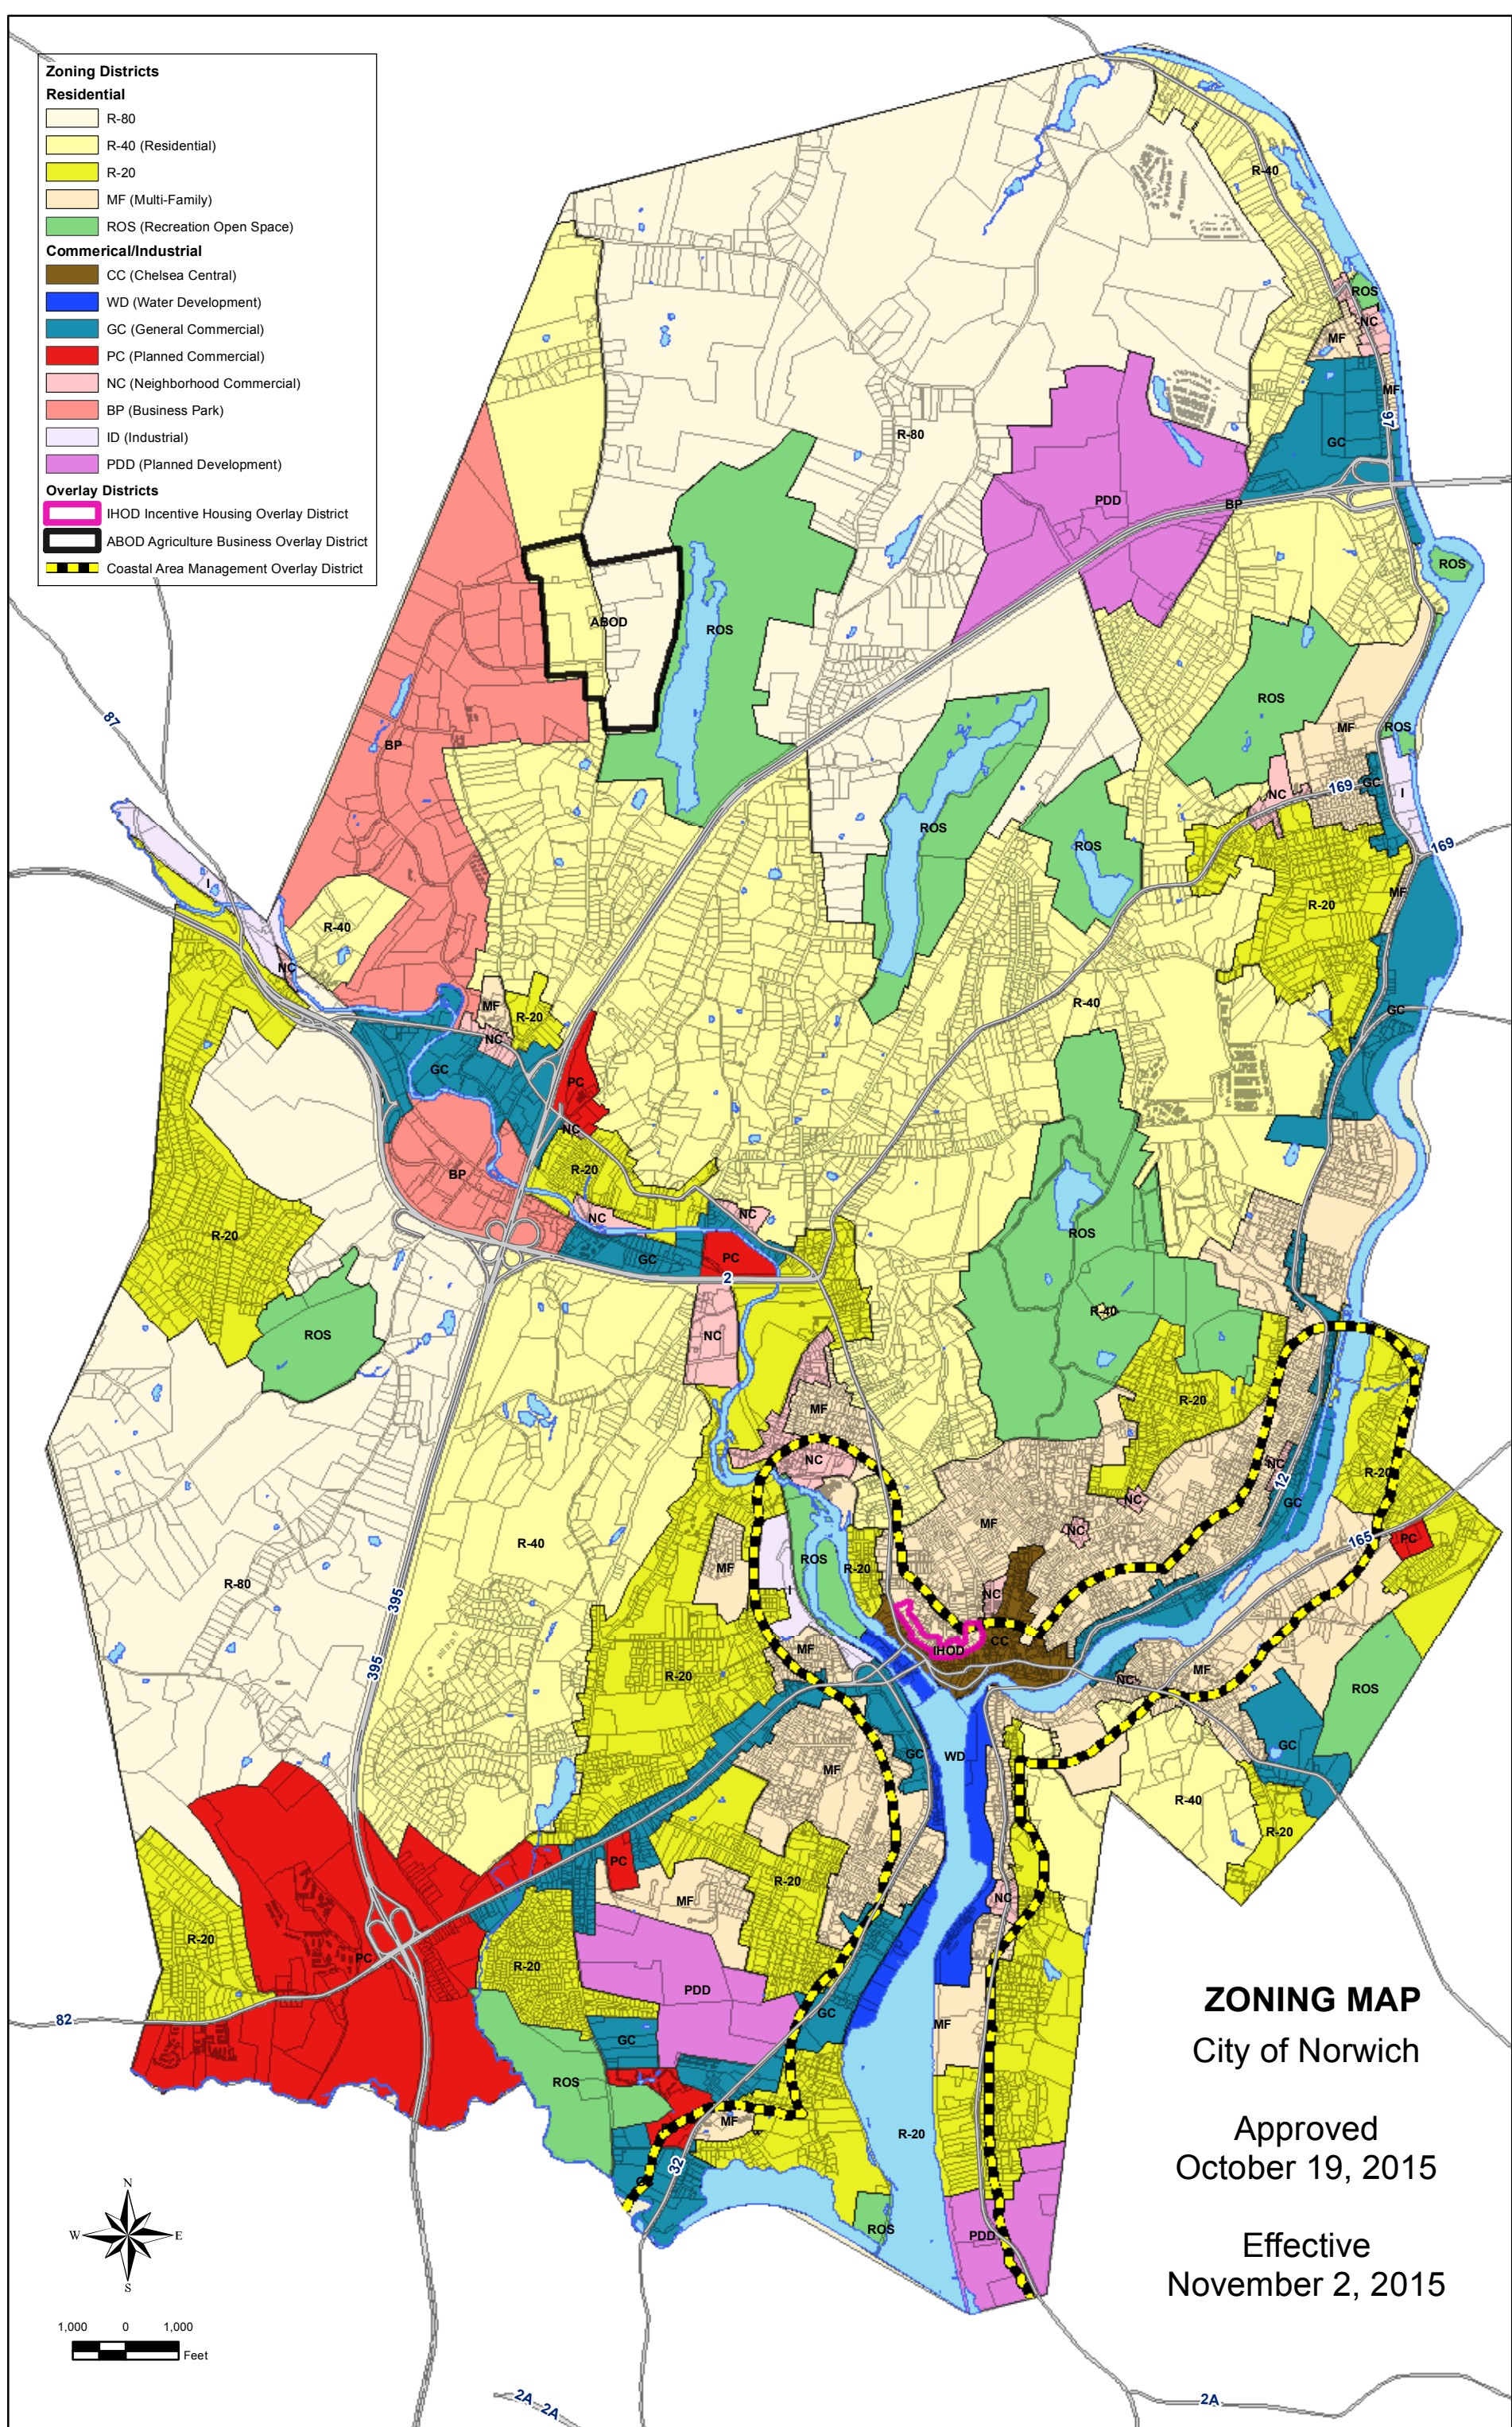 Zoning Districts
Residential
R-80
R-40 (Residential)
R-20
MF (Multi-Family)
ROS (Recreation Open Space)
Commerical/Industrial
CC (Chelsea Central)
WD (Water Development)
GC (General Commercial)
PC (Planned Commercial)
NC (Neighborhood Commercial)
BP (Business Park)
ID (Industrial)
PDD (Planned Development)
Overlay Districts
IHOD Incentive Housing Overlay District
ABOD Agriculture Business Overlay District
Coastal Area Management Overlay District
R-40
ROS
NC
MF
MF
97
GC
R-80
PDD
BP
ROS
ABOD
ROS
ROS
87
BP
MF
ROS
GC
NC
169
I
ROS
ROS
169
I
MF
R-20
R-40
NC
R-40
MF
R-20
GC
NC
GC
PC
NC
R-20
BP
NC
NC
R-20
ROS
GC
PC
2
R-40
ROS
NC
R-20
MF
NC
NC
R-20
12
GC
NC
MF
NC
165
PC
R-40
ROS
R-20
MF
R-80
I
NC
395
IHOD
CC
MF
R-20
395
MF
NC
ROS
GC
WD
GC
MF
R-40
R-20
PC
R-20
MF
NC
R-20
PC
R-20
PDD
82
GC
GC
MF
ROS
MF
R-20
32
ROS
PDD
ZONING MAP
City of Norwich
Approved
October 19, 2015
Effective
November 2, 2015
N
W
E
S
1,000
0
1,000
Feet
2A
2A
2A